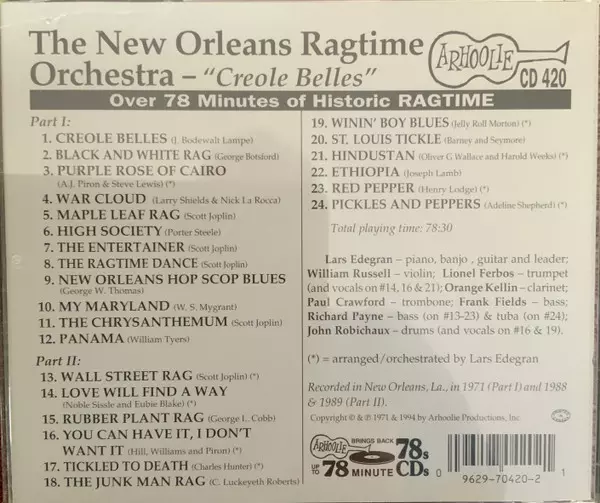 The New Orleans Ragtime
Orchestra – "Creole Belles"
ARHOOLIE
CD 420
Over 78 Minutes of Historic RAGTIME
Part I:
1. CREOLE BELLES (J. Bodewalt Lampe)
2. BLACK AND WHITE RAG (George Botsford)
3. PURPLE ROSE OF CAIRO
(A.J. Piron & Steve Lewis) (*)
4. WAR CLOUD (Larry Shields & Nick La Rocca)
5. MAPLE LEAF RAG (Scott Joplin)
6. HIGH SOCIETY (Porter Steele)
7. THE ENTERTAINER (Scott Joplin)
8. THE RAGTIME DANCE (Scott Joplin)
9. NEW ORLEANS HOP SCOP BLUES
(George W. Thomas)
10. MY MARYLAND (W. S. Mygrant)
11. THE CHRYSANTHEMUM (Scott Joplin)
12. PANAMA (William Tyers)
Part II:
13. WALL STREET RAG (Scott Joplin) (*)
14. LOVE WILL FIND A WAY
(Noble Sissle and Eubie Blake) (*)
15. RUBBER PLANT RAG (George L. Cobb)
16. YOU CAN HAVE IT, I DON'T
WANT IT (Hill, Williams and Piron) (*)
17. TICKLED TO DEATH (Charles Hunter) (*)
18. THE JUNK MAN RAG (C. Luckeyeth Roberts)
19. WININ' BOY BLUES (Jelly Roll Morton) (*)
20. ST. LOUIS TICKLE (Barney and Seymore)
21. HINDUSTAN (Oliver G Wallace and Harold Weeks) (*)
22. ETHIOPIA (Joseph Lamb)
23. RED PEPPER (Henry Lodge) (*)
24. PICKLES AND PEPPERS (Adeline Shepherd) (*)
Total playing time: 78:30
Lars Edegran – piano, banjo , guitar and leader;
William Russell – violin; Lionel Ferbos – trumpet
(and vocals on #14, 16 & 21); Orange Kellin – clarinet;
Paul Crawford – trombone; Frank Fields – bass;
Richard Payne – bass (on #13-23) & tuba (on #24);
John Robichaux – drums (and vocals on #16 & 19).
(*) = arranged/orchestrated by Lars Edegran
Recorded in New Orleans, La., in 1971 (Part I) and 1988
& 1989 (Part II).
Copyright © & ℗ 1971 & 1994 by Arhoolie Productions, Inc.
ARHOOLIE BRINGS BACK 78s
UP TO 78 MINUTE CDs
0 9629-70420-2 1